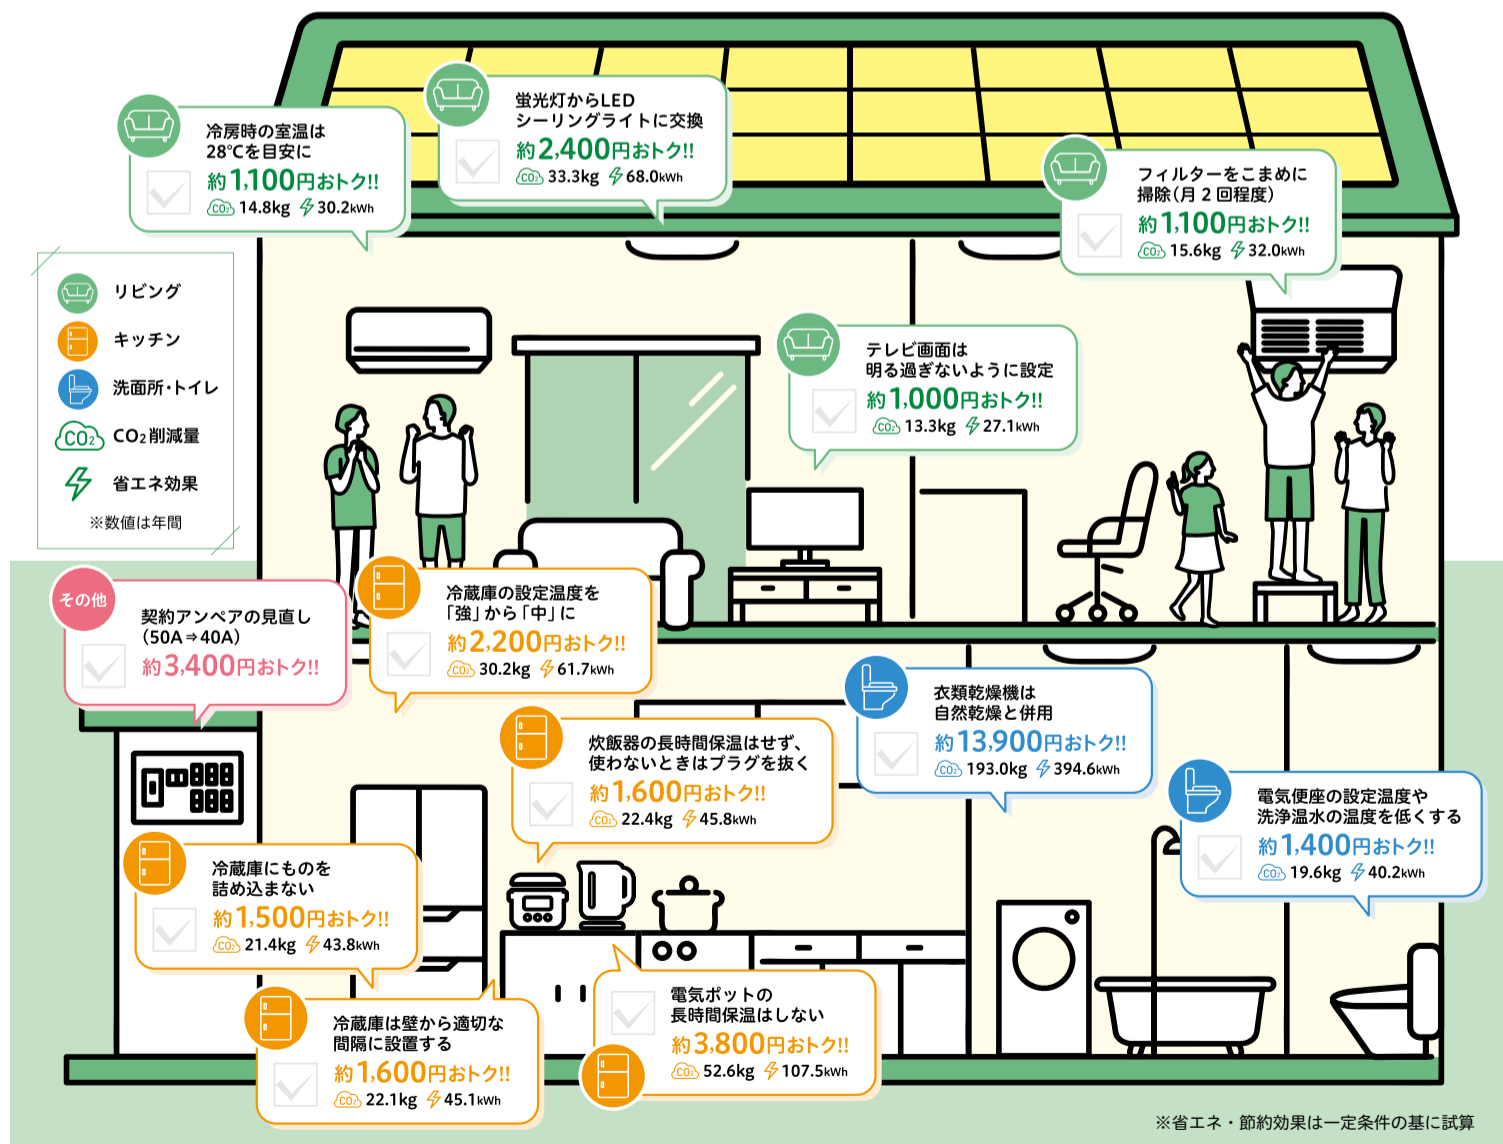 冷房時の室温は
28℃を目安に
約1,100円おトク!!
CO₂ 14.8kg 30.2kWh
蛍光灯からLED
シーリングライトに交換
約2,400円おトク!!
CO₂ 33.3kg 68.0kWh
フィルターをこまめに
掃除(月2回程度)
約1,100円おトク!!
CO₂ 15.6kg 32.0kWh
リビング
キッチン
洗面所・トイレ
CO₂ CO₂削減量
省エネ効果
※数値は年間
テレビ画面は
明る過ぎないように設定
約1,000円おトク!!
CO₂ 13.3kg 27.1kWh
その他
契約アンペアの見直し
(50A⇒40A)
約3,400円おトク!!
冷蔵庫の設定温度を
「強」から「中」に
約2,200円おトク!!
CO₂ 30.2kg 61.7kWh
炊飯器の長時間保温はせず、
使わないときはプラグを抜く
約1,600円おトク!!
CO₂ 22.4kg 45.8kWh
衣類乾燥機は
自然乾燥と併用
約13,900円おトク!!
CO₂ 193.0kg 394.6kWh
電気便座の設定温度や
洗浄温水の温度を低くする
約1,400円おトク!!
CO₂ 19.6kg 40.2kWh
冷蔵庫にものを
詰め込まない
約1,500円おトク!!
CO₂ 21.4kg 43.8kWh
冷蔵庫は壁から適切な
間隔に設置する
約1,600円おトク!!
CO₂ 22.1kg 45.1kWh
電気ポットの
長時間保温はしない
約3,800円おトク!!
CO₂ 52.6kg 107.5kWh
※省エネ・節約効果は一定条件の基に試算